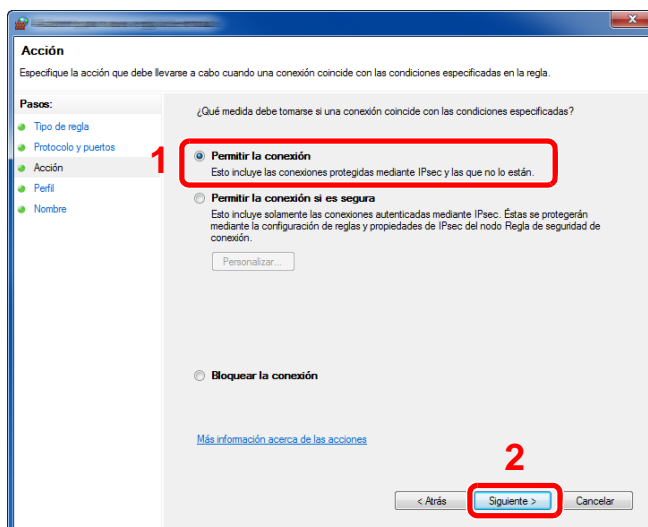 Acción
Especifique la acción que debe llevarse a cabo cuando una conexión coincide con las condiciones especificadas en la regla.
Pasos:
Tipo de regla
Protocolo y puertos
Acción
Perfil
Nombre
¿Qué medida debe tomarse si una conexión coincide con las condiciones especificadas?
1
Permitir la conexión
Esto incluye las conexiones protegidas mediante IPsec y las que no lo están.
Permitir la conexión si es segura
Esto incluye solamente las conexiones autenticadas mediante IPsec. Éstas se protegerán
mediante la configuración de reglas y propiedades de IPsec del nodo Regla de seguridad de
conexión.
Personalizar...
Bloquear la conexión
Más información acerca de las acciones
2
< Atrás
Siguiente >
Cancelar